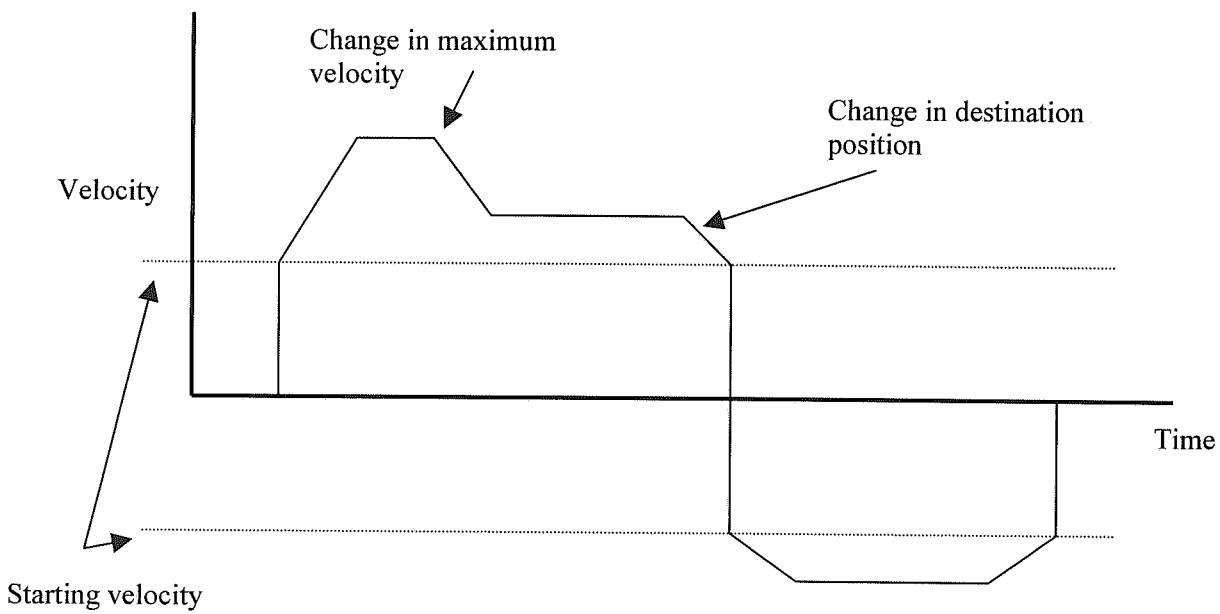 Change in maximum
velocity
Change in destination
position
Velocity
Time
Starting velocity